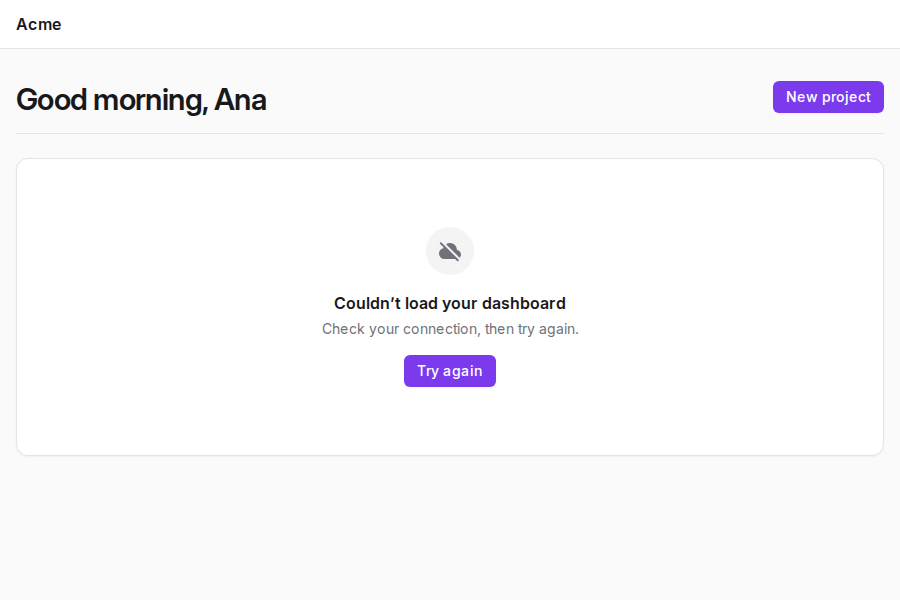 Acme
Good morning, Ana
New project
Couldn’t load your dashboard
Check your connection, then try again.
Try again